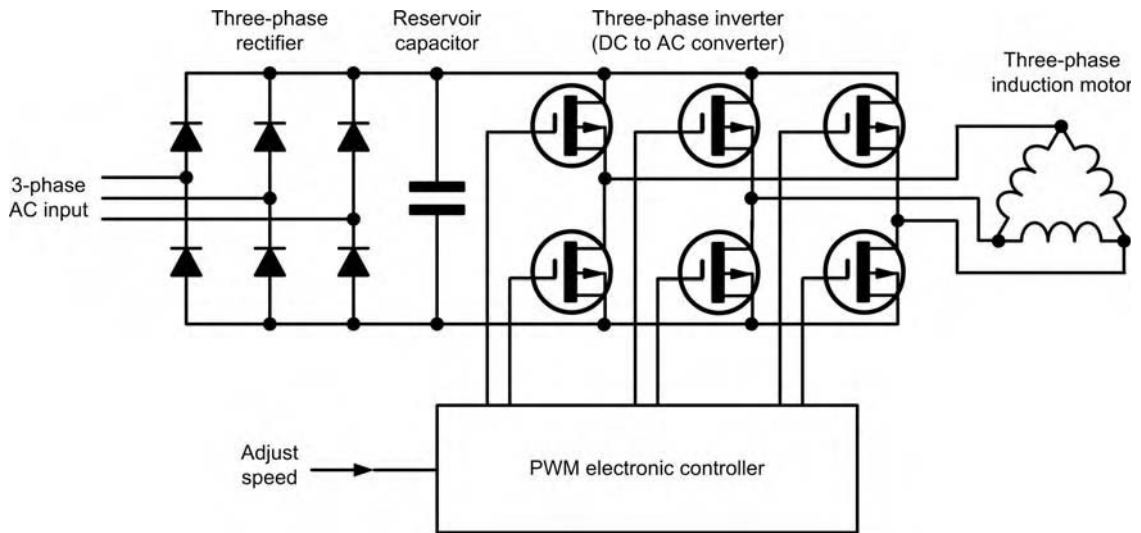 Three-phase
rectifier
Reservoir
capacitor
Three-phase inverter
(DC to AC converter)
Three-phase
induction motor
3-phase
AC input
Adjust
speed
PWM electronic controller